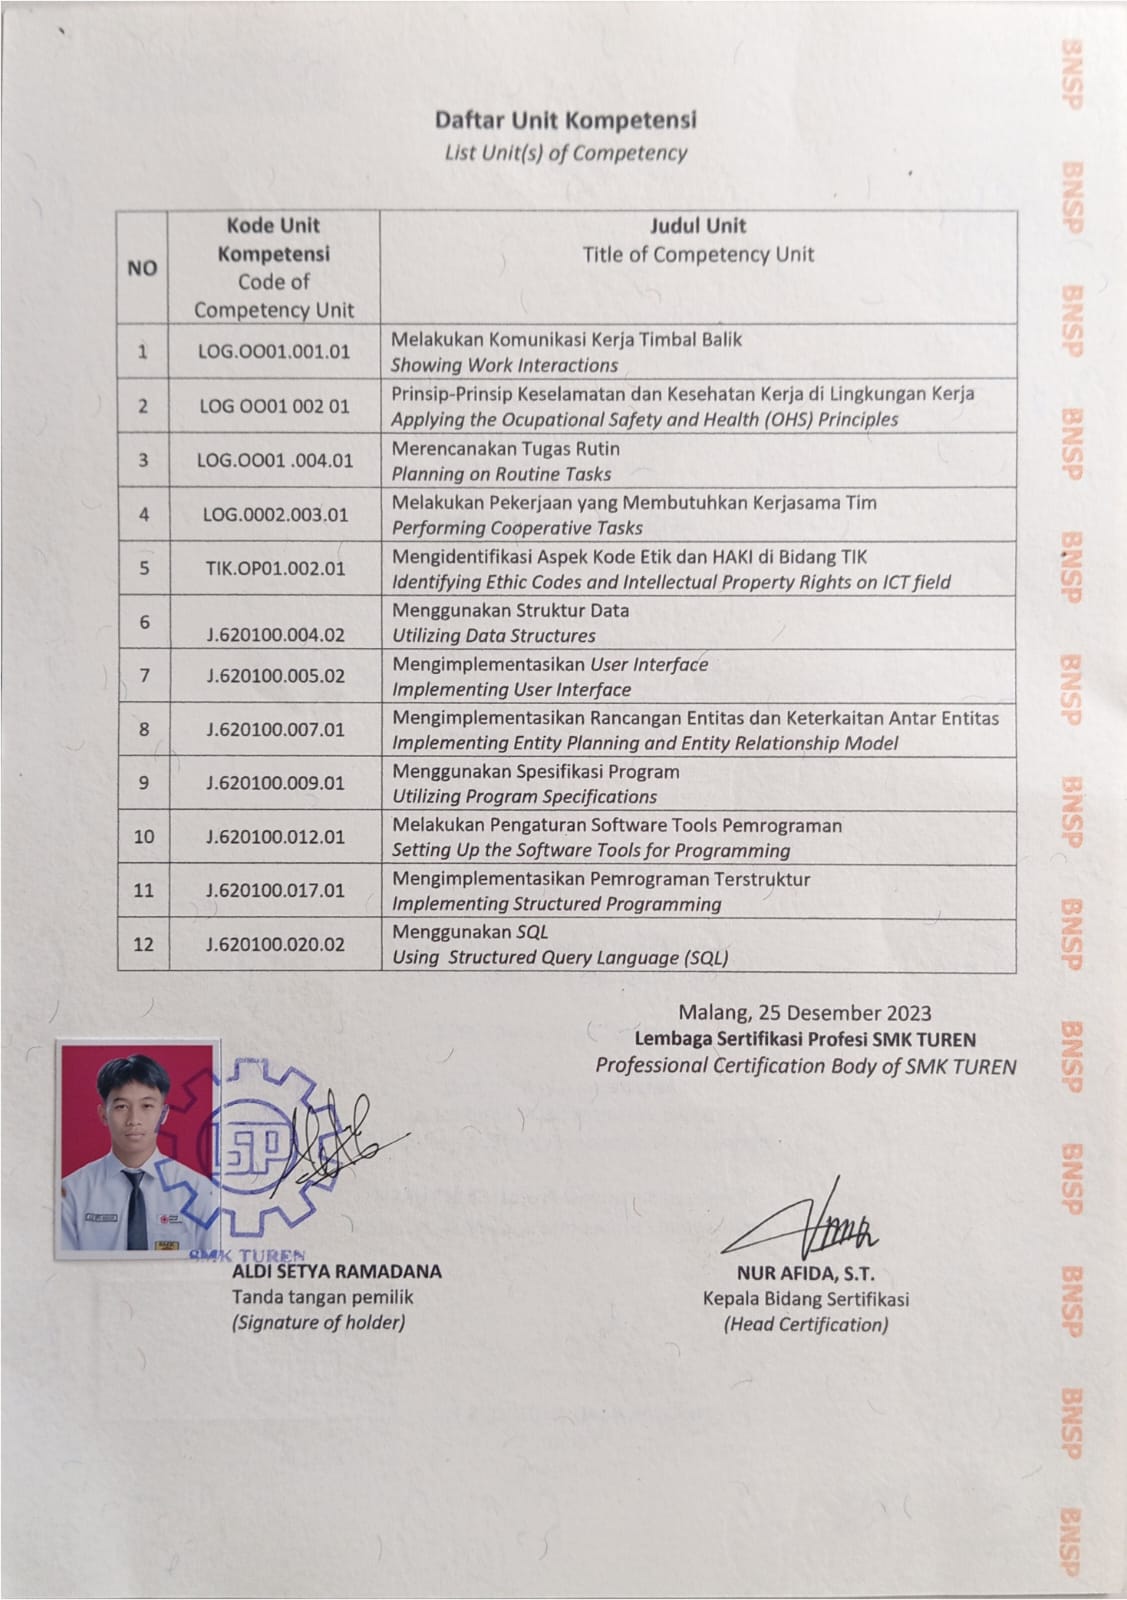 Daftar Unit Kompetensi
List Unit(s) of Competency
NO
Kode Unit
Kompetensi
Code of
Competency Unit
Judul Unit
Title of Competency Unit
1
LOG.OO01.001.01
Melakukan Komunikasi Kerja Timbal Balik
Showing Work Interactions
2
LOG OO01 002 01
Prinsip-Prinsip Keselamatan dan Kesehatan Kerja di Lingkungan Kerja
Applying the Ocupational Safety and Health (OHS) Principles
3
LOG.OO01 .004.01
Merencanakan Tugas Rutin
Planning on Routine Tasks
4
LOG.0002.003.01
Melakukan Pekerjaan yang Membutuhkan Kerjasama Tim
Performing Cooperative Tasks
5
TIK.OP01.002.01
Mengidentifikasi Aspek Kode Etik dan HAKI di Bidang TIK
Identifying Ethic Codes and Intellectual Property Rights on ICT field
6
J.620100.004.02
Menggunakan Struktur Data
Utilizing Data Structures
7
J.620100.005.02
Mengimplementasikan User Interface
Implementing User Interface
8
J.620100.007.01
Mengimplementasikan Rancangan Entitas dan Keterkaitan Antar Entitas
Implementing Entity Planning and Entity Relationship Model
9
J.620100.009.01
Menggunakan Spesifikasi Program
Utilizing Program Specifications
10
J.620100.012.01
Melakukan Pengaturan Software Tools Pemrograman
Setting Up the Software Tools for Programming
11
J.620100.017.01
Mengimplementasikan Pemrograman Terstruktur
Implementing Structured Programming
12
J.620100.020.02
Menggunakan SQL
Using Structured Query Language (SQL)
Malang, 25 Desember 2023
Lembaga Sertifikasi Profesi SMK TUREN
Professional Certification Body of SMK TUREN
LSP
SMK TUREN
ALDI SETYA RAMADANA
Tanda tangan pemilik
(Signature of holder)
NUR AFIDA, S.T.
Kepala Bidang Sertifikasi
(Head Certification)
BNSP
BNSP
BNSP
BNSP
BNSP
BNSP
BNSP
BNSP
BNSP
BNSP
BNSP
BNSP
BNSP